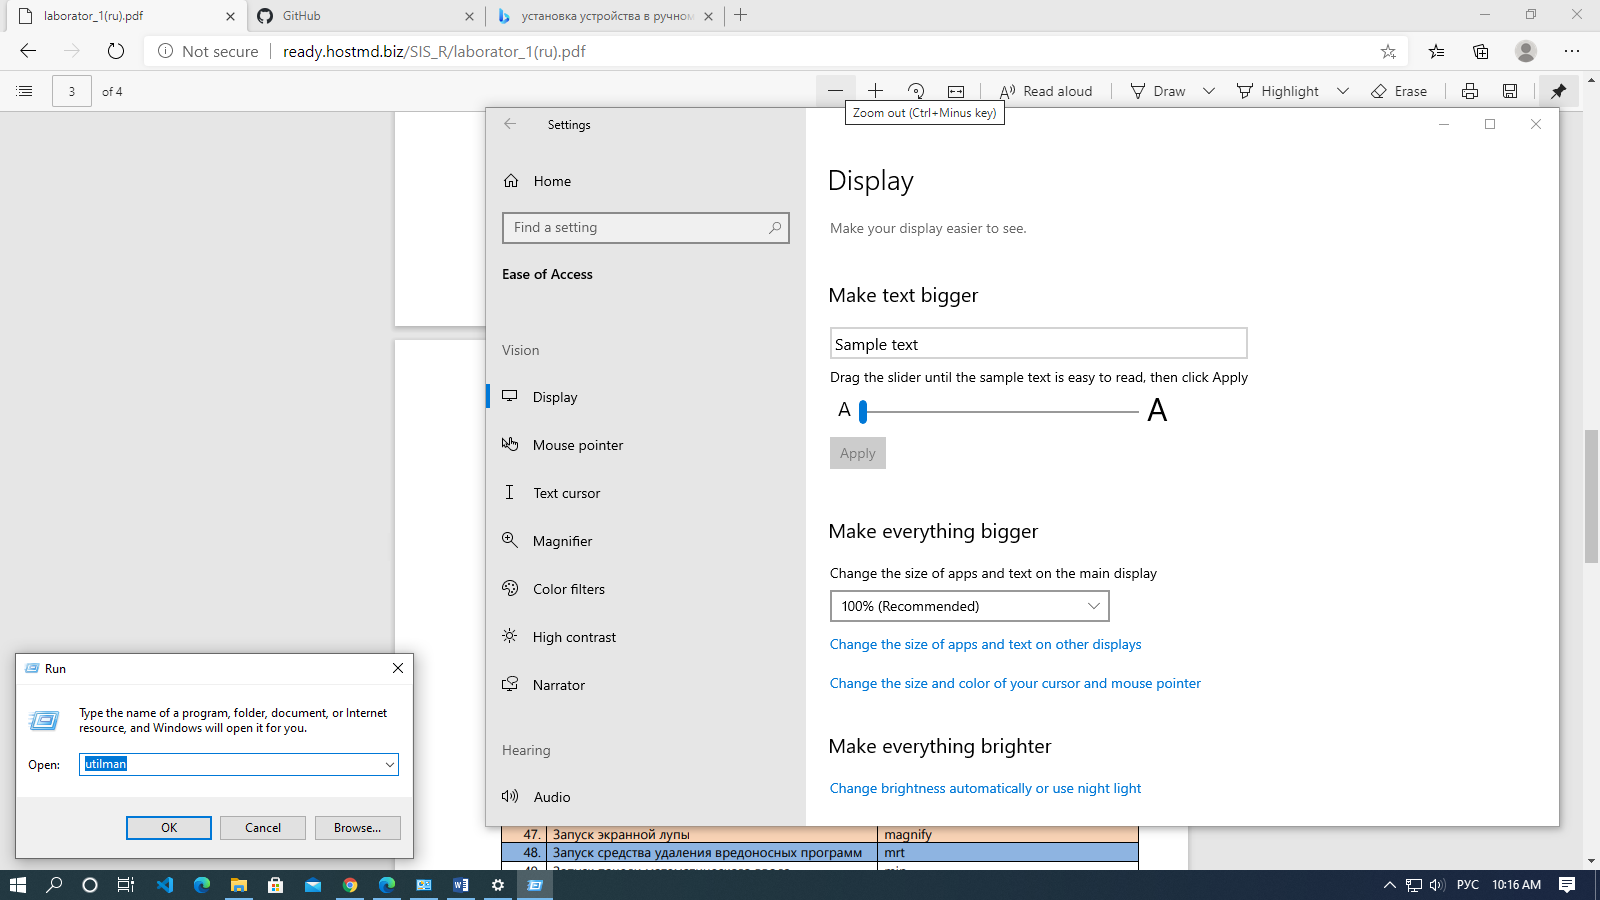 laborator_1(ru).pdf
GitHub
установка устройства в ручном
Not secure
ready.hostmd.biz/SIS_R/laborator_1(ru).pdf
3
of 4
Read aloud
Draw
Highlight
Erase
Zoom out (Ctrl+Minus key)
Settings
Home
Find a setting
Ease of Access
Vision
Display
Mouse pointer
Text cursor
Magnifier
Color filters
High contrast
Narrator
Hearing
Audio
Display
Make your display easier to see.
Make text bigger
Sample text
Drag the slider until the sample text is easy to read, then click Apply
A
A
Apply
Make everything bigger
Change the size of apps and text on the main display
100% (Recommended)
Change the size of apps and text on other displays
Change the size and color of your cursor and mouse pointer
Make everything brighter
Change brightness automatically or use night light
Run
Type the name of a program, folder, document, or Internet
resource, and Windows will open it for you.
Open:
utilman
OK
Cancel
Browse...
47. Запуск экранной лупы magnify
48. Запуск средства удаления вредоносных программ mrt
РУС
10:16 AM